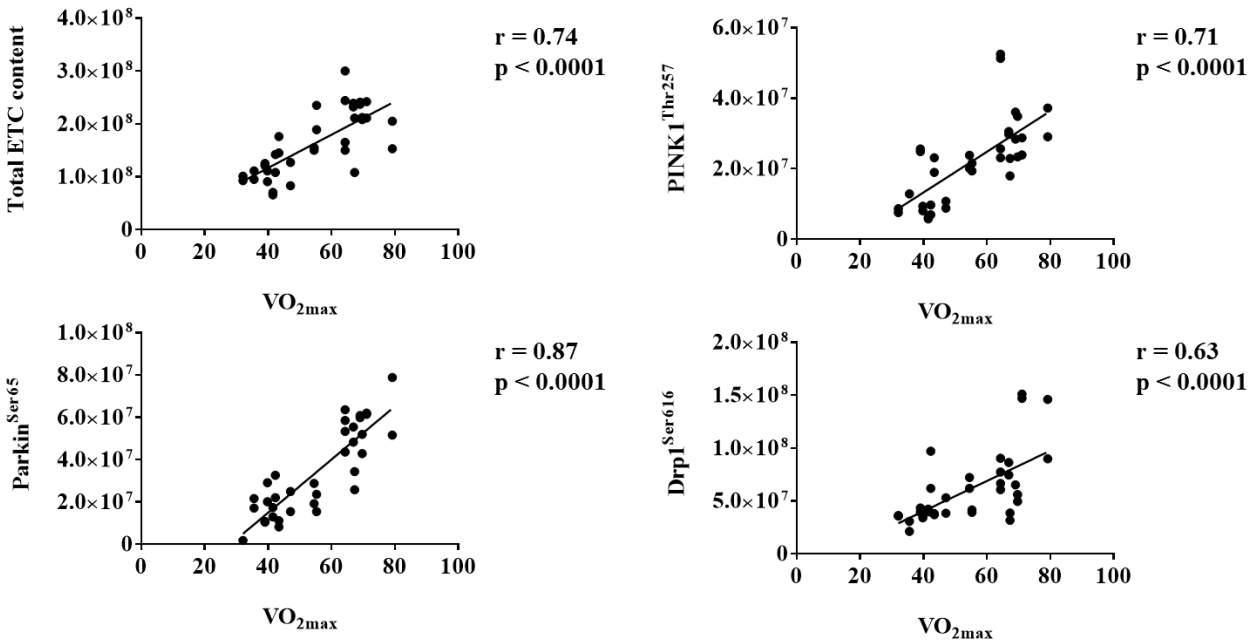 Total ETC content
4.0×10⁸
3.0×10⁸
2.0×10⁸
1.0×10⁸
0
0 20 40 60 80 100
VO₂max
r = 0.74
p < 0.0001
PINK1ᵀʰʳ²⁵⁷
6.0×10⁷
4.0×10⁷
2.0×10⁷
0
0 20 40 60 80 100
VO₂max
r = 0.71
p < 0.0001
Parkinˢᵉʳ⁶⁵
1.0×10⁸
8.0×10⁷
6.0×10⁷
4.0×10⁷
2.0×10⁷
0
0 20 40 60 80 100
VO₂max
r = 0.87
p < 0.0001
Drp1ˢᵉʳ⁶¹⁶
2.0×10⁸
1.5×10⁸
1.0×10⁸
5.0×10⁷
0
0 20 40 60 80 100
VO₂max
r = 0.63
p < 0.0001